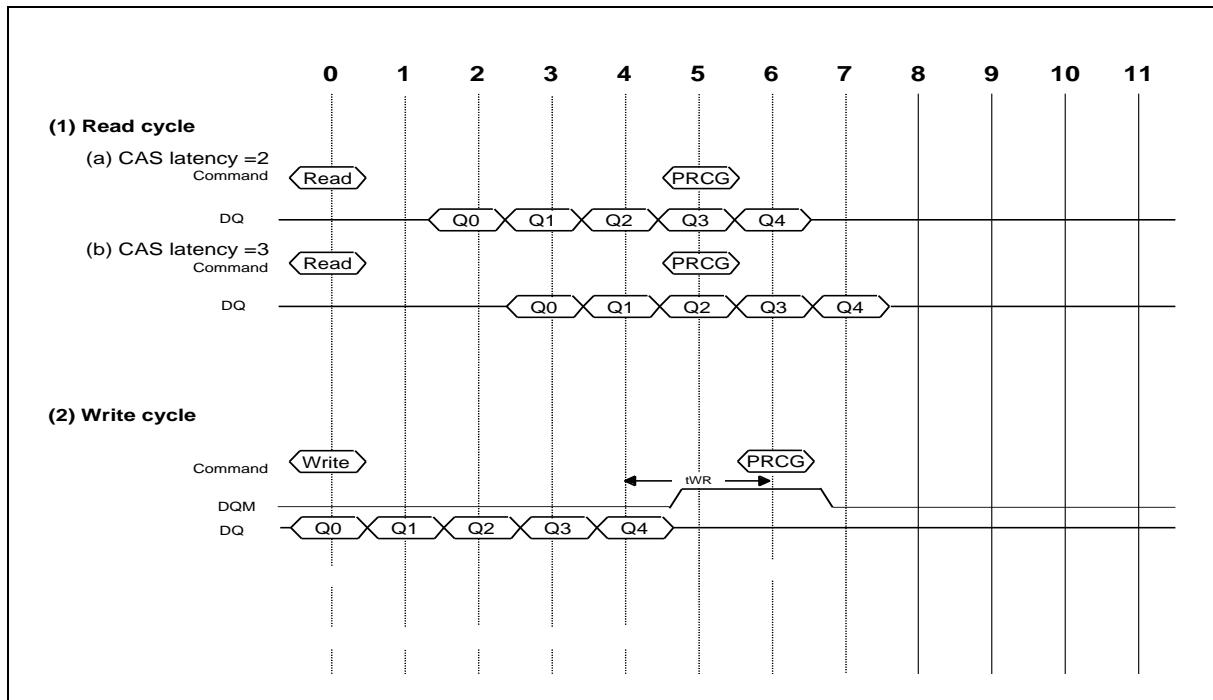 0 1 2 3 4 5 6 7 8 9 10 11
(1) Read cycle
(a) CAS latency =2
Command Read PRCG
DQ Q0 Q1 Q2 Q3 Q4
(b) CAS latency =3
Command Read PRCG
DQ Q0 Q1 Q2 Q3 Q4
(2) Write cycle
Command Write PRCG
tWR
DQM
DQ Q0 Q1 Q2 Q3 Q4